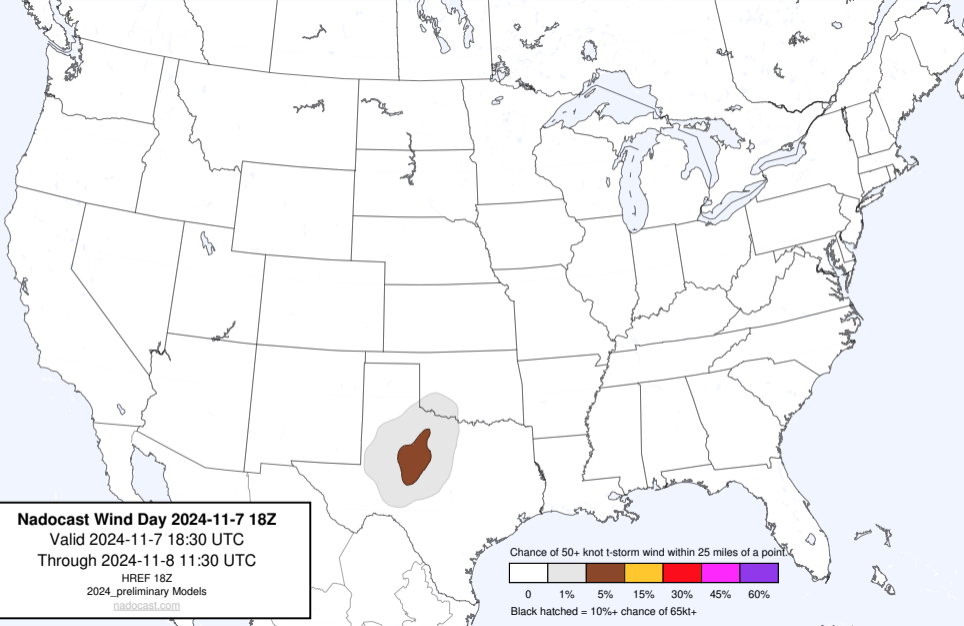 Nadocast Wind Day 2024-11-7 18Z
Valid 2024-11-7 18:30 UTC
Through 2024-11-8 11:30 UTC
HREF 18Z
2024_preliminary Models
nadocast.com
Chance of 50+ knot t-storm wind within 25 miles of a point.
0 1% 5% 15% 30% 45% 60%
Black hatched = 10%+ chance of 65kt+